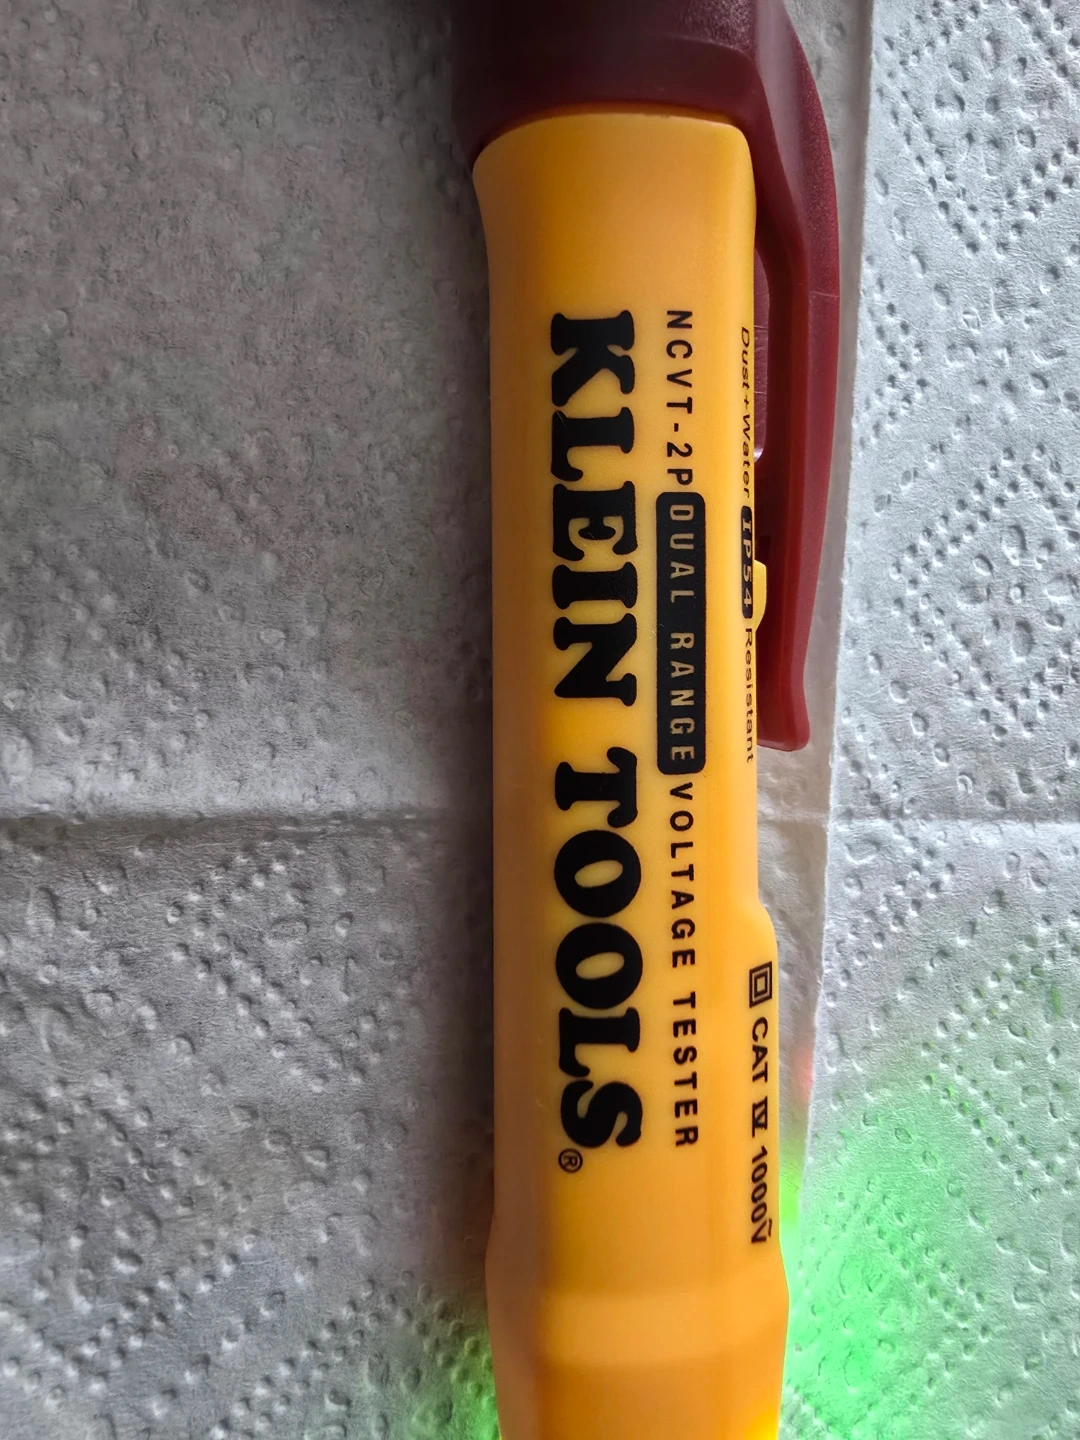 Dust+Water IP54 Resistant
CAT IV 1000V~
NCVT-2P DUAL RANGE VOLTAGE TESTER
KLEIN TOOLS®